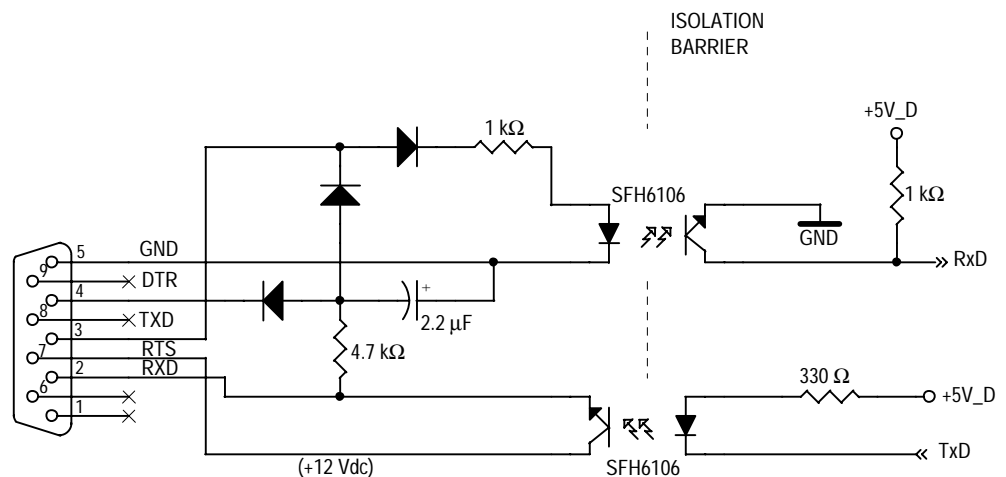 ISOLATION
BARRIER
+5V_D
1 kΩ
1 kΩ
SFH6106
GND
RxD
5
GND
9
DTR
4
+
2.2 µF
8
TXD
3
4.7 kΩ
7
RTS
2
RXD
6
1
330 Ω
+5V_D
(+12 Vdc)
SFH6106
TxD